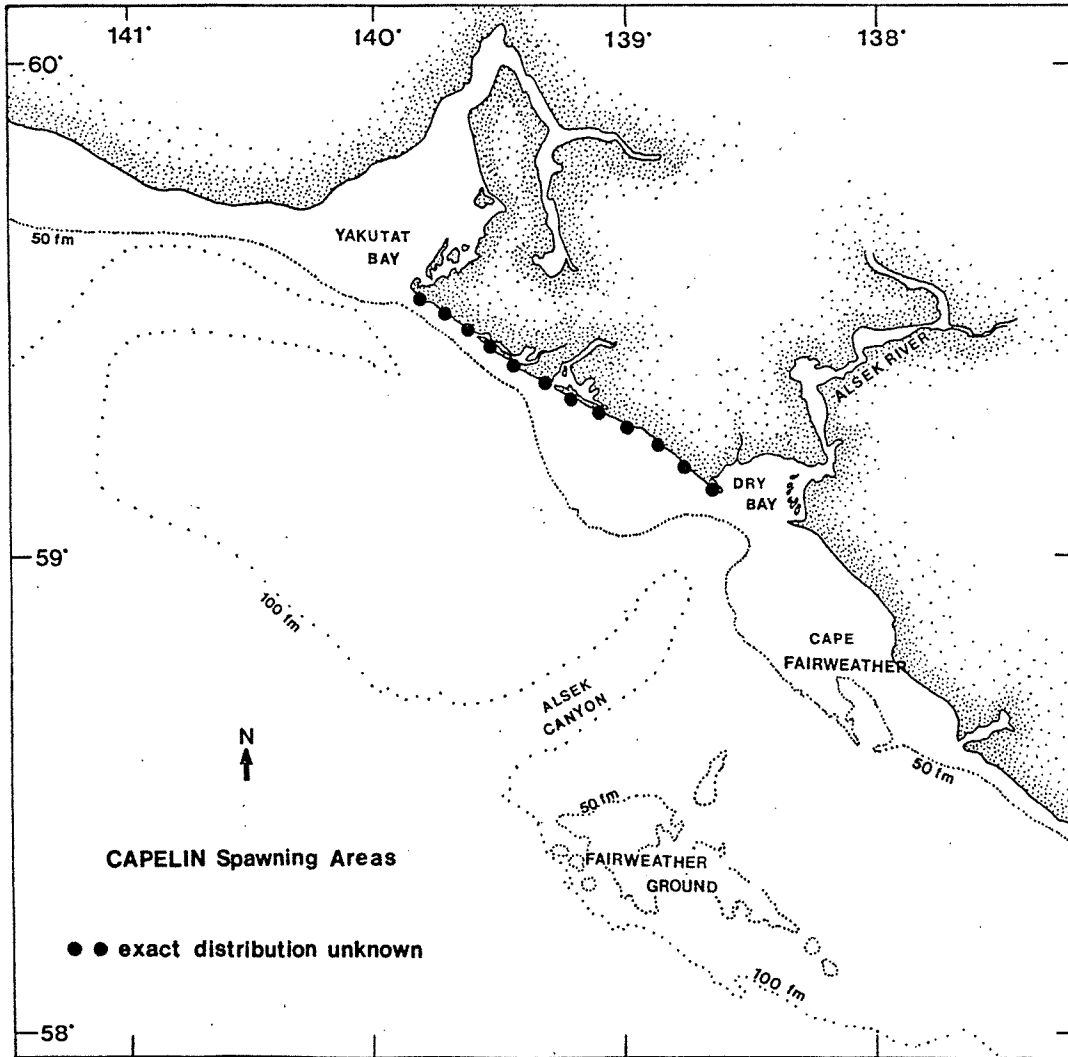 141°
140°
139°
138°
60°
50 fm
YAKUTAT
BAY
ALSEK RIVER
DRY
BAY
59°
100 fm
CAPE
FAIRWEATHER
ALSEK
CANYON
N
50 fm
50 fm
CAPELIN Spawning Areas
FAIRWEATHER
GROUND
exact distribution unknown
100 fm
58°